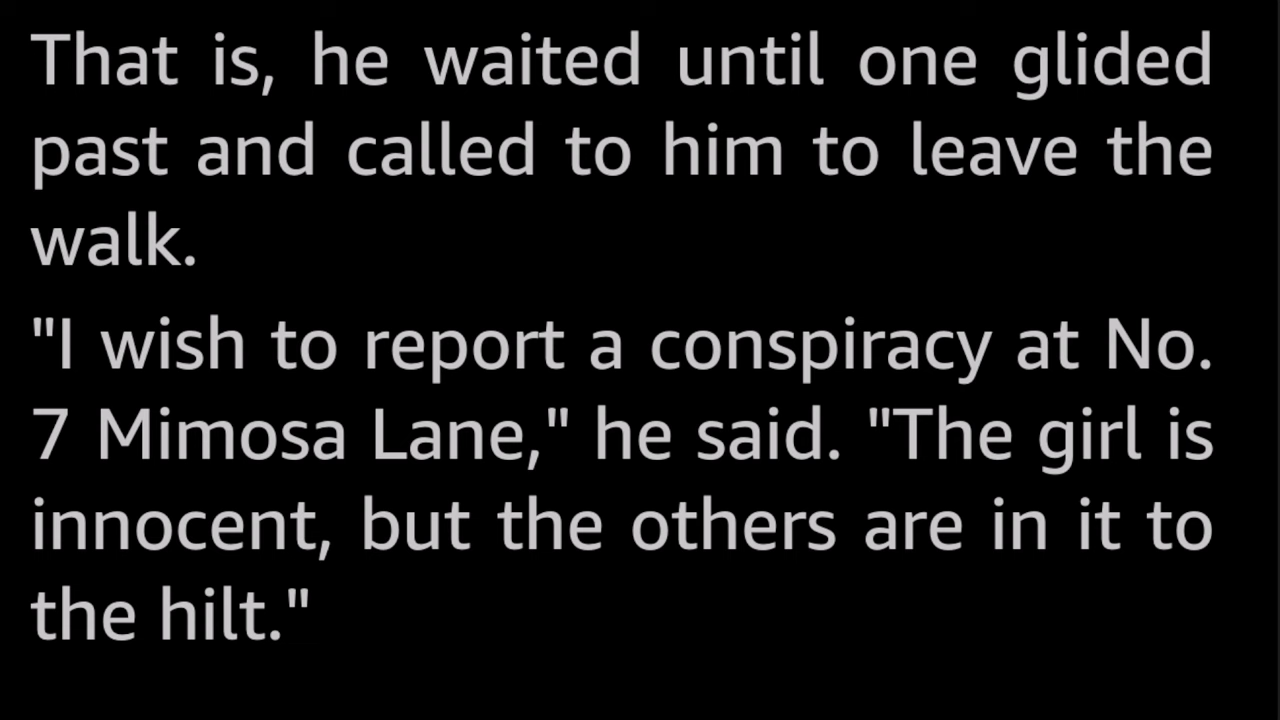 That is, he waited until one glided
past and called to him to leave the
walk.
"I wish to report a conspiracy at No.
7 Mimosa Lane," he said. "The girl is
innocent, but the others are in it to
the hilt."